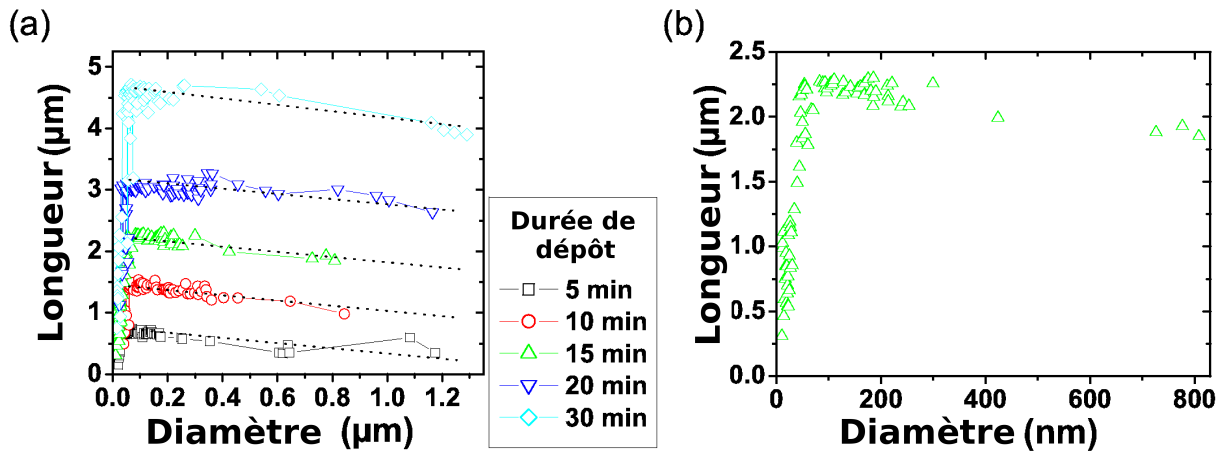 (a)
Longueur (µm)
5
4
3
2
1
0
0.0 0.2 0.4 0.6 0.8 1.0 1.2
Diamètre (µm)
Durée de
dépôt
5 min
10 min
15 min
20 min
30 min
(b)
Longueur (µm)
2.5
2.0
1.5
1.0
0.5
0.0
0 200 400 600 800
Diamètre (nm)